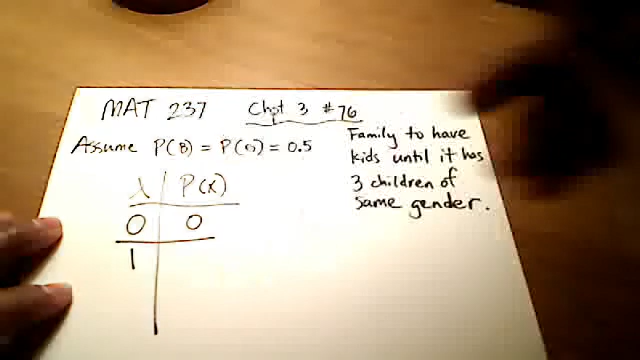 MAT 237 Chpt 3 #76
Assume P(B) = P(G) = 0.5
Family to have
kids until it has
3 children of
same gender.
X P(X)
0 0
1